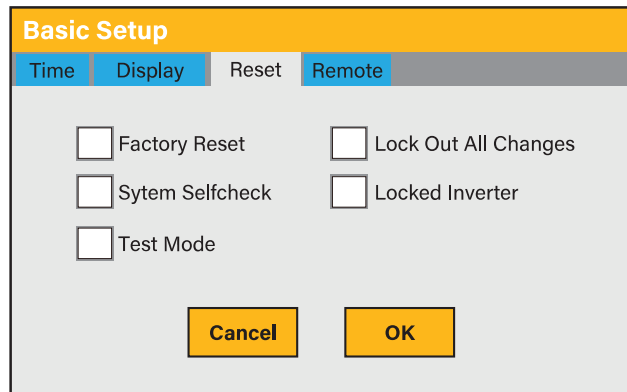 Basic Setup
Time Display Reset Remote
Factory Reset Lock Out All Changes
Sytem Selfcheck Locked Inverter
Test Mode
Cancel OK